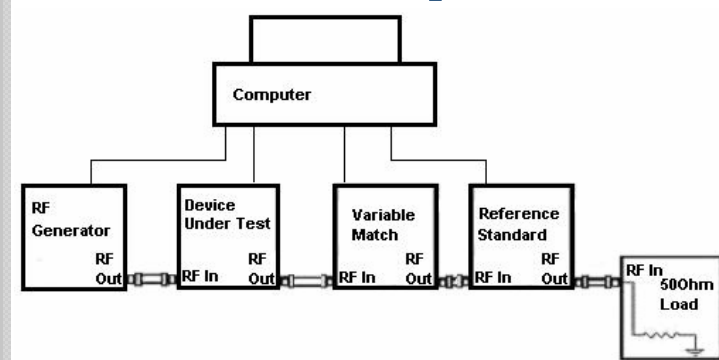 Computer
RF
Generator
RF
Out
Device
Under Test
RF In
RF
Out
Variable
Match
RF In
RF
Out
Reference
Standard
RF In
RF
Out
RF In
50Ohm
Load